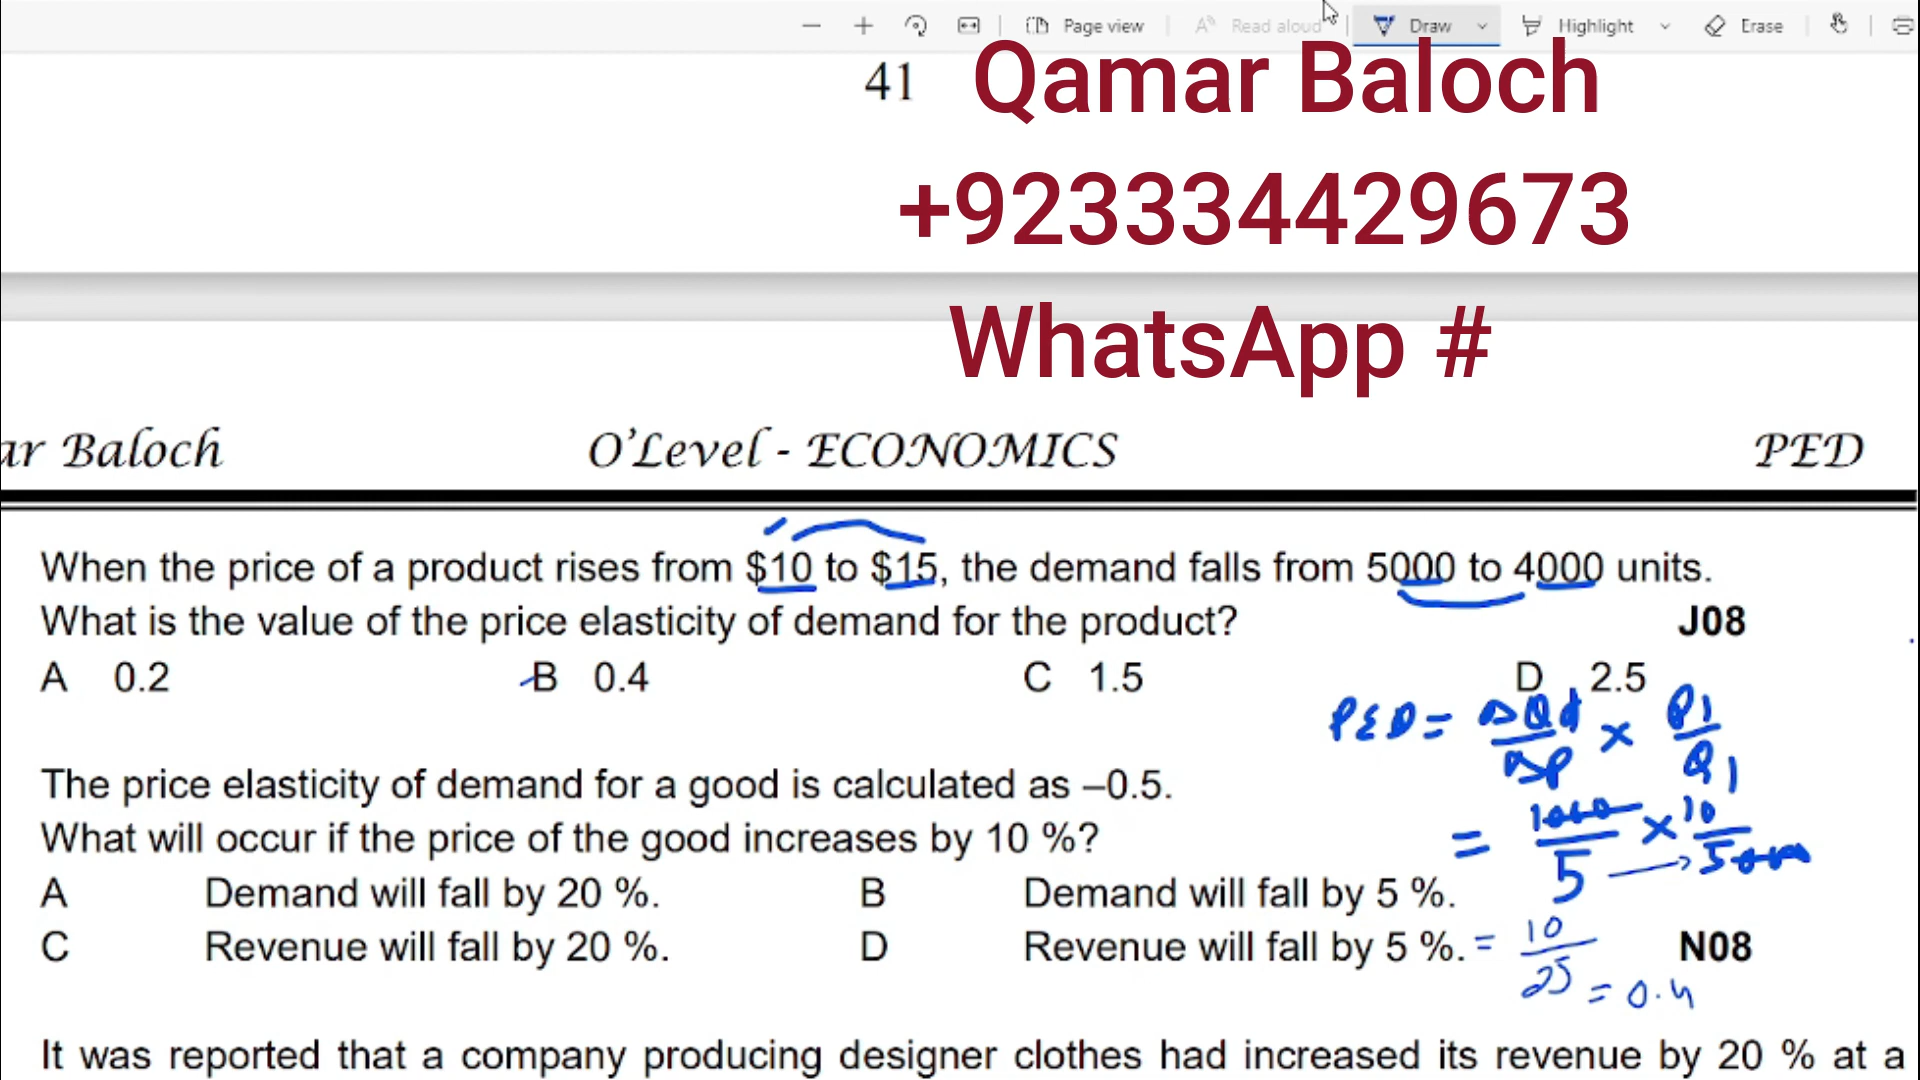 Page view
Read aloud
Draw
Highlight
Erase
41
Qamar Baloch
+923334429673
WhatsApp #
ar Baloch O'Level - ECONOMICS PED
When the price of a product rises from $10 to $15, the demand falls from 5000 to 4000 units.
What is the value of the price elasticity of demand for the product? J08
A 0.2 B 0.4 C 1.5 D 2.5
PED = ΔQd/ΔP × P1/Q1
= 1000/5 × 10/5000
= 10/25 = 0.4
The price elasticity of demand for a good is calculated as –0.5.
What will occur if the price of the good increases by 10 %?
A Demand will fall by 20 %. B Demand will fall by 5 %.
C Revenue will fall by 20 %. D Revenue will fall by 5 %. N08
It was reported that a company producing designer clothes had increased its revenue by 20 % at a